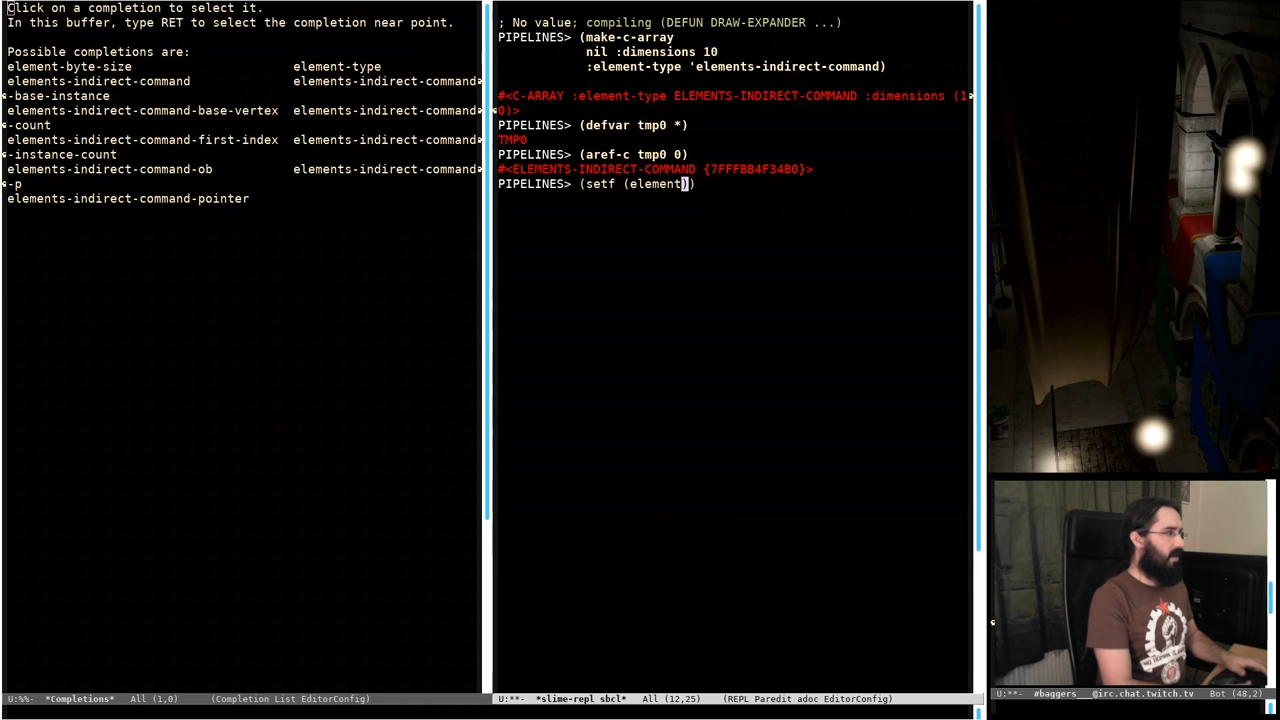 Click on a completion to select it.
In this buffer, type RET to select the completion near point.
Possible completions are:
element-byte-size element-type
elements-indirect-command elements-indirect-command
-base-instance
elements-indirect-command-base-vertex elements-indirect-command
-count
elements-indirect-command-first-index elements-indirect-command
-instance-count
elements-indirect-command-ob elements-indirect-command
-p
elements-indirect-command-pointer
U:%%- *Completions* All (1,0) (Completion List EditorConfig)
; No value; compiling (DEFUN DRAW-EXPANDER ...)
PIPELINES> (make-c-array
nil :dimensions 10
:element-type 'elements-indirect-command)
#<C-ARRAY :element-type ELEMENTS-INDIRECT-COMMAND :dimensions (1
0)>
PIPELINES> (defvar tmp0 *)
TMP0
PIPELINES> (aref-c tmp0 0)
#<ELEMENTS-INDIRECT-COMMAND {7FFFBB4F34B0}>
PIPELINES> (setf (element))
U:**- *slime-repl sbcl* All (12,25) (REPL Paredit adoc EditorConfig)
U:**- #baggers___@irc.chat.twitch.tv Bot (48,2)